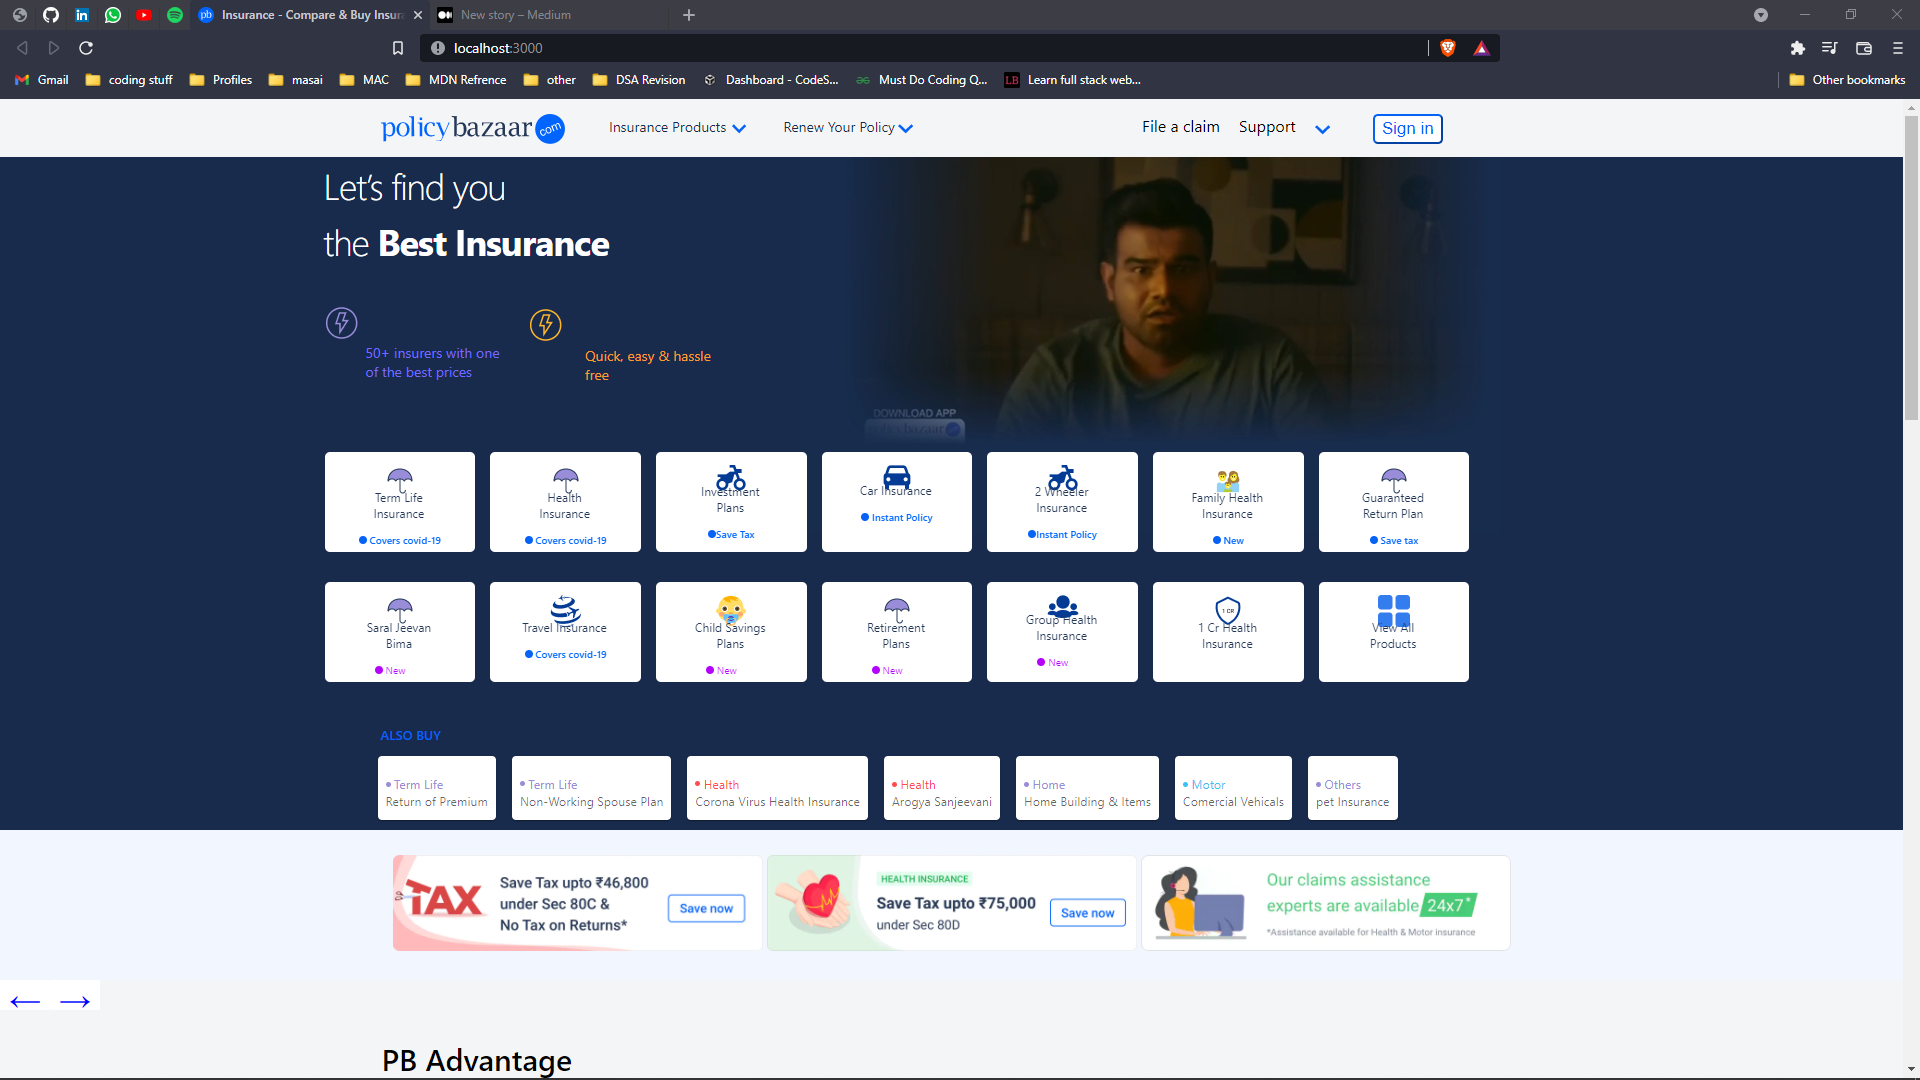 pb Insurance - Compare & Buy Insur
New story – Medium
localhost:3000
Gmail
coding stuff
Profiles
masai
MAC
MDN Refrence
other
DSA Revision
Dashboard - CodeS...
Must Do Coding Q...
LB Learn full stack web...
Other bookmarks
policybazaar com
Insurance Products
Renew Your Policy
File a claim
Support
Sign in
Let's find you
the Best Insurance
50+ insurers with one
of the best prices
Quick, easy & hassle
free
DOWNLOAD APP
policybazaar
Term Life
Insurance
Covers covid-19
Health
Insurance
Covers covid-19
Investment
Plans
Save Tax
Car Insurance
Instant Policy
2 Wheeler
Insurance
Instant Policy
Family Health
Insurance
New
Guaranteed
Return Plan
Save tax
Saral Jeevan
Bima
New
Travel Insurance
Covers covid-19
Child Savings
Plans
New
Retirement
Plans
New
Group Health
Insurance
New
1 CR
1 Cr Health
Insurance
View All
Products
ALSO BUY
Term Life
Return of Premium
Term Life
Non-Working Spouse Plan
Health
Corona Virus Health Insurance
Health
Arogya Sanjeevani
Home
Home Building & Items
Motor
Comercial Vehicals
Others
pet Insurance
TAX
Save Tax upto ₹46,800
under Sec 80C &
No Tax on Returns*
Save now
HEALTH INSURANCE
Save Tax upto ₹75,000
under Sec 80D
Save now
Our claims assistance
experts are available 24x7*
*Assistance available for Health & Motor insurance
PB Advantage